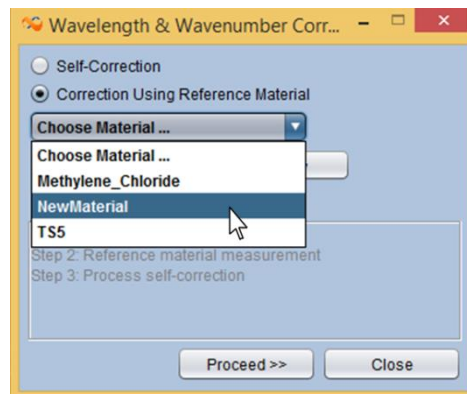 Wavelength & Wavenumber Corr...
Self-Correction
Correction Using Reference Material
Choose Material ...
Choose Material ...
Methylene_Chloride
NewMaterial
TS5
Step 2: Reference material measurement
Step 3: Process self-correction
Proceed >>
Close